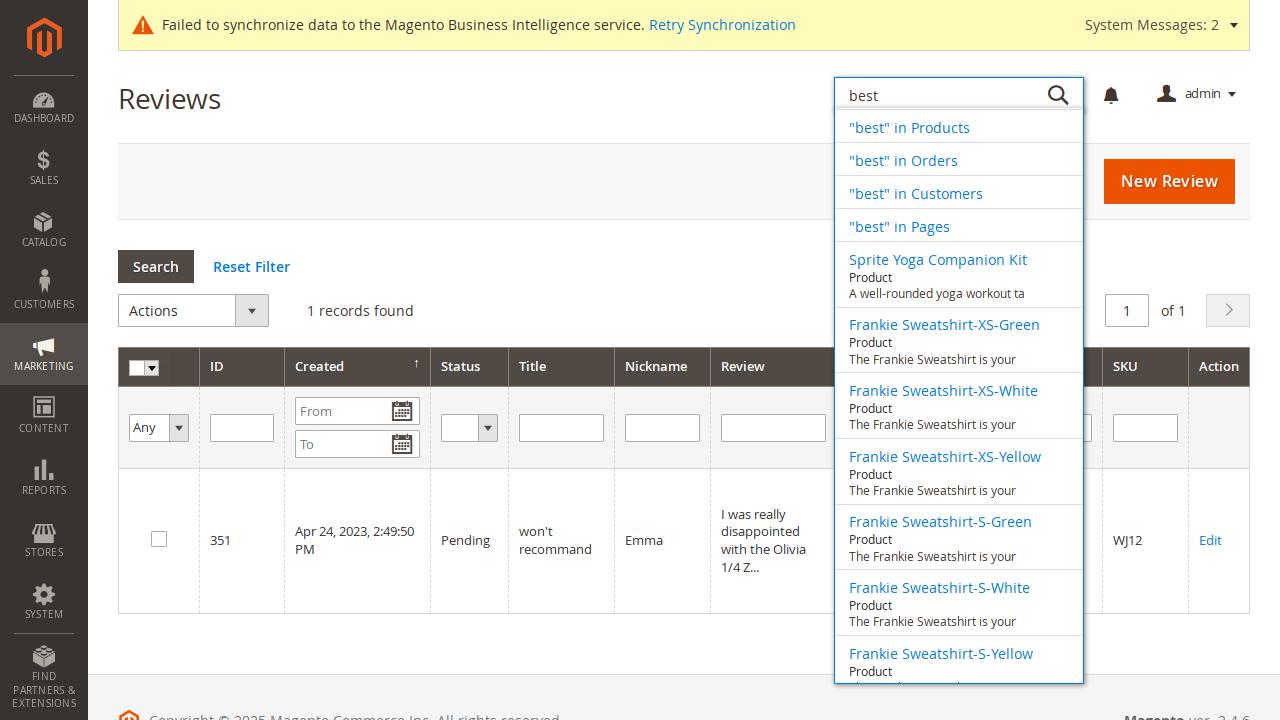 Failed to synchronize data to the Magento Business Intelligence service. Retry Synchronization
System Messages: 2
DASHBOARD
SALES
CATALOG
CUSTOMERS
MARKETING
CONTENT
REPORTS
STORES
SYSTEM
FIND
PARTNERS &
EXTENSIONS
Reviews
best
admin
"best" in Products
"best" in Orders
"best" in Customers
"best" in Pages
Sprite Yoga Companion Kit
Product
A well-rounded yoga workout ta
Frankie Sweatshirt-XS-Green
Product
The Frankie Sweatshirt is your
Frankie Sweatshirt-XS-White
Product
The Frankie Sweatshirt is your
Frankie Sweatshirt-XS-Yellow
Product
The Frankie Sweatshirt is your
Frankie Sweatshirt-S-Green
Product
The Frankie Sweatshirt is your
Frankie Sweatshirt-S-White
Product
The Frankie Sweatshirt is your
Frankie Sweatshirt-S-Yellow
Product
New Review
Search
Reset Filter
Actions
1 records found
1
of 1
ID
Created
↑
Status
Title
Nickname
Review
SKU
Action
Any
From
To
351
Apr 24, 2023, 2:49:50
PM
Pending
won't
recommand
Emma
I was really
disappointed
with the Olivia
1/4 Z...
WJ12
Edit
Copyright © 2025 Magento Commerce Inc. All rights reserved.
Magento ver. 2.4.6